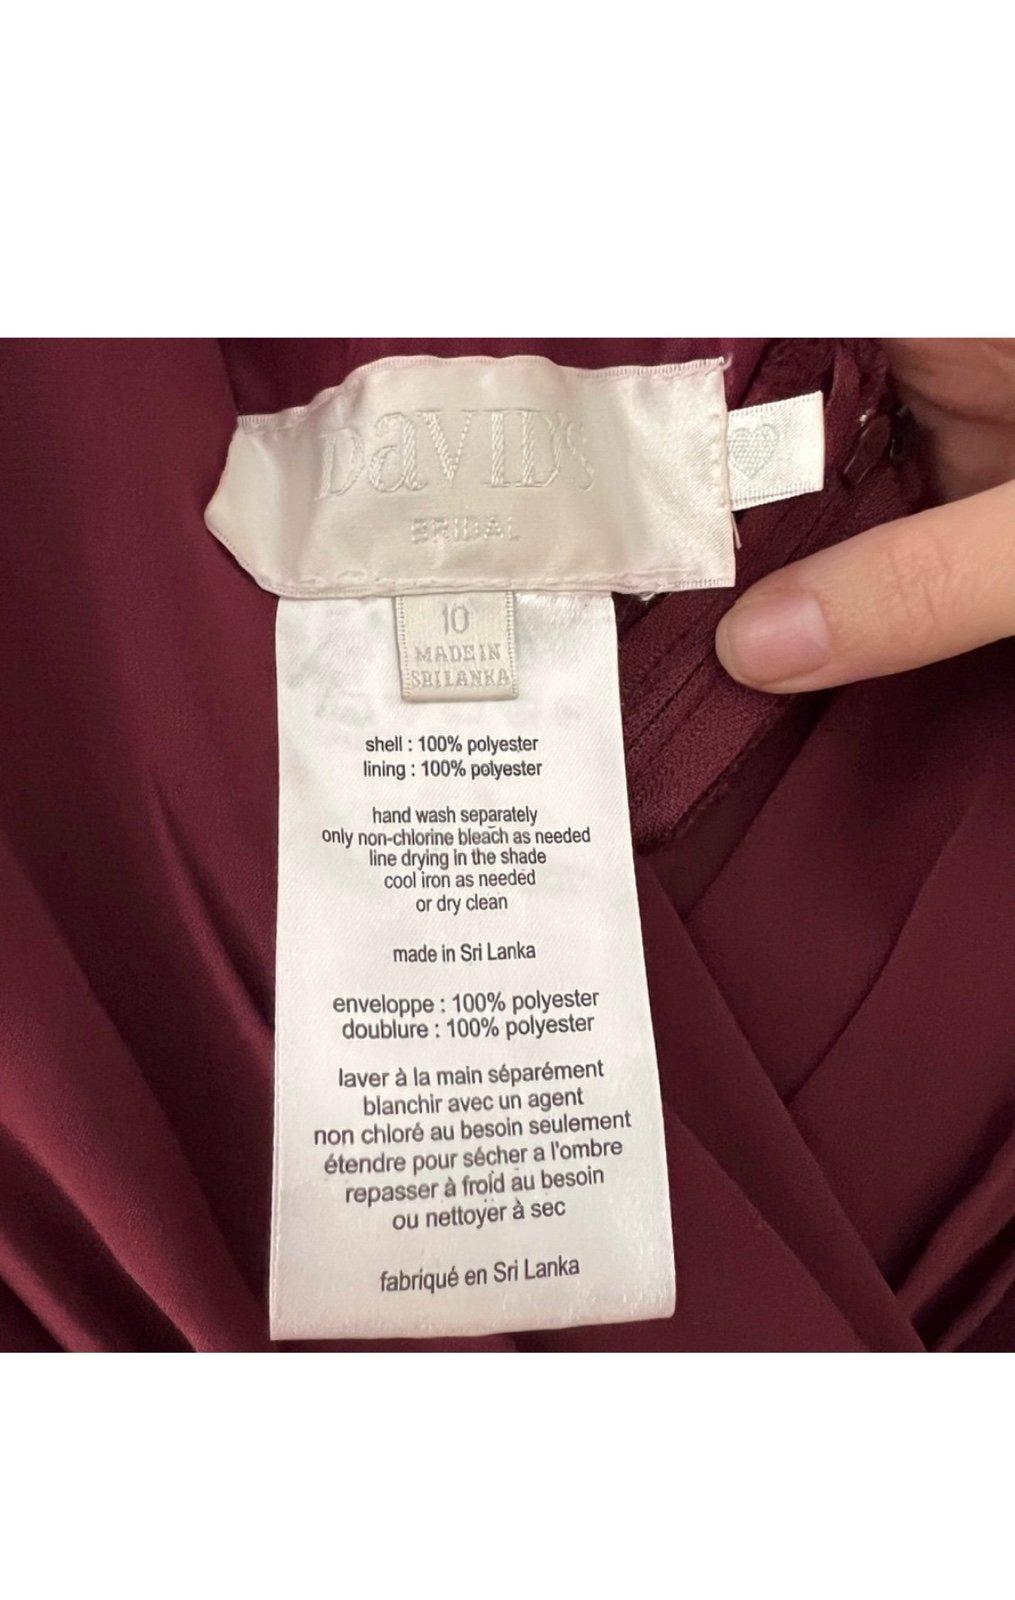 DaVID's
BRIDAL
10
MADE IN
SRI LANKA
shell : 100% polyester
lining : 100% polyester
hand wash separately
only non-chlorine bleach as needed
line drying in the shade
cool iron as needed
or dry clean
made in Sri Lanka
enveloppe : 100% polyester
doublure : 100% polyester
laver à la main séparément
blanchir avec un agent
non chloré au besoin seulement
étendre pour sécher a l'ombre
repasser à froid au besoin
ou nettoyer à sec
fabriqué en Sri Lanka